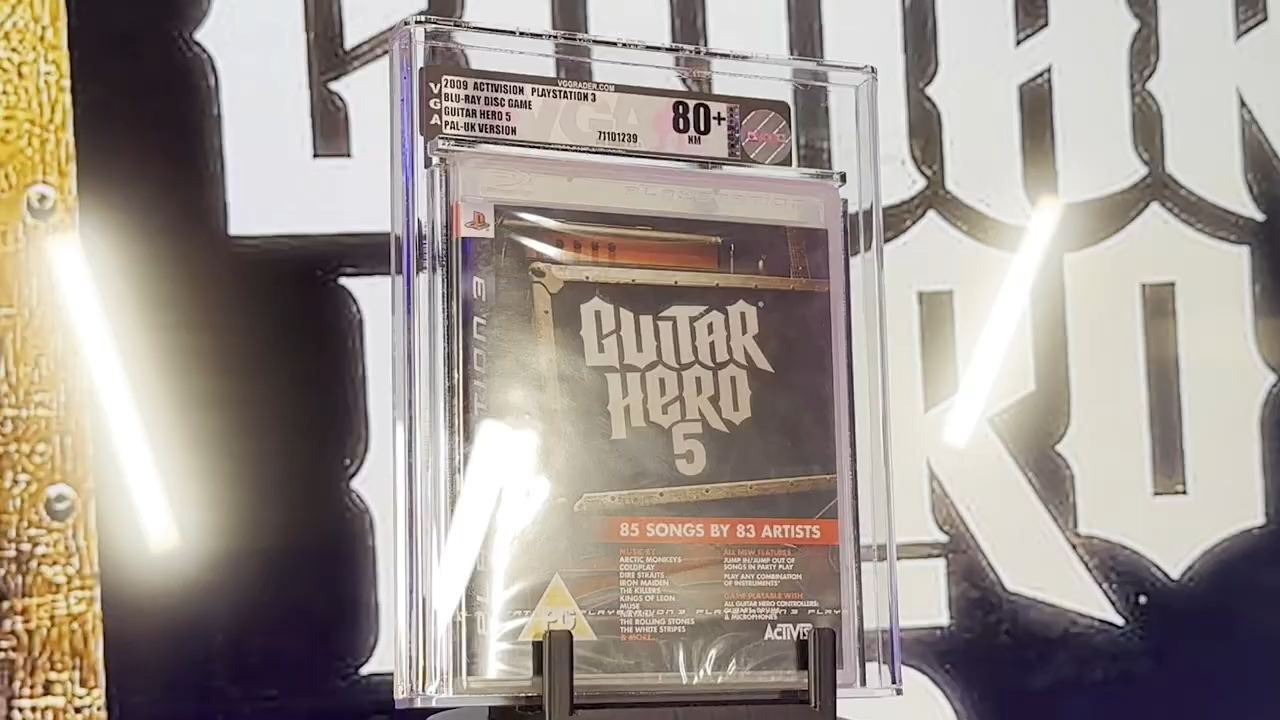 VGGRADER.COM
VGA
2009 ACTIVISION PLAYSTATION 3
BLU-RAY DISC GAME
GUITAR HERO 5
PAL-UK VERSION
71101239
80+
NM
PLAYSTATION
GUITAR
HERO
5
85 SONGS BY 83 ARTISTS
MUSIC BY
ARCTIC MONKEYS
COLDPLAY
DIRE STRAITS
IRON MAIDEN
THE KILLERS
KINGS OF LEON
MUSE
THE ROLLING STONES
THE WHITE STRIPES
& MORE...
ALL NEW FEATURES:
JUMP IN/JUMP OUT OF
SONGS IN PARTY PLAY
PLAY ANY COMBINATION
OF INSTRUMENTS*
GAME PLAYABLE WITH
ALL GUITAR HERO CONTROLLERS:
& MICROPHONES
PG
ACTIVIS